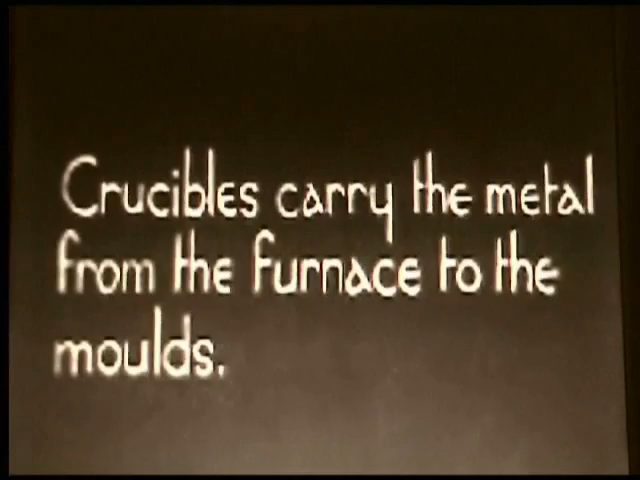 Crucibles carry the metal
from the furnace to the
moulds.